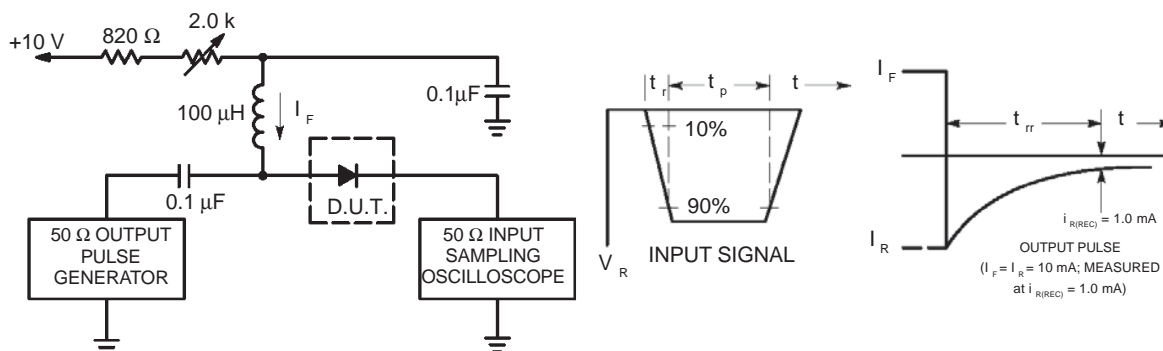 +10 V
820 Ω
2.0 k
100 μH
I F
0.1μF
0.1 μF
D.U.T.
50 Ω OUTPUT
PULSE
GENERATOR
50 Ω INPUT
SAMPLING
OSCILLOSCOPE
t r
t p
t
10%
90%
V R
INPUT SIGNAL
I F
t rr
t
i R(REC) = 1.0 mA
I R
OUTPUT PULSE
(I F = I R = 10 mA; MEASURED
at i R(REC) = 1.0 mA)